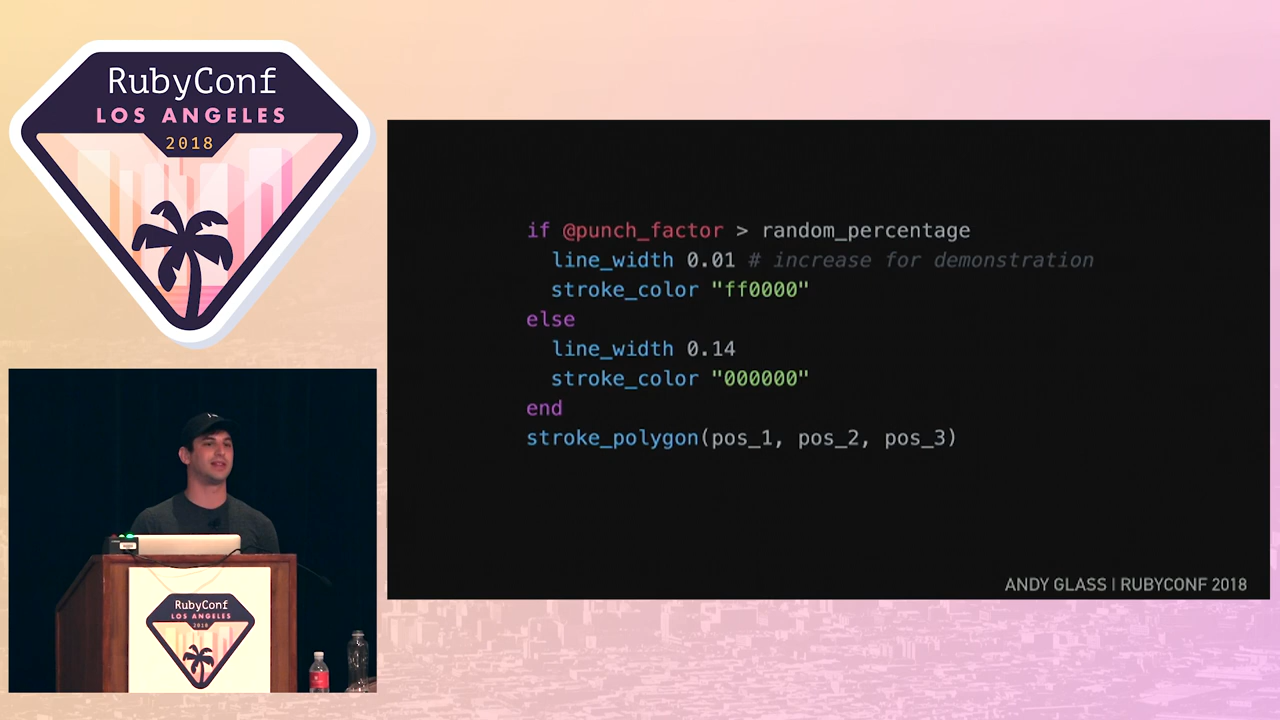 RubyConf
LOS ANGELES
2018
if @punch_factor > random_percentage
line_width 0.01 # increase for demonstration
stroke_color "ff0000"
else
line_width 0.14
stroke_color "000000"
end
stroke_polygon(pos_1, pos_2, pos_3)
ANDY GLASS | RUBYCONF 2018
RubyConf
LOS ANGELES
2018